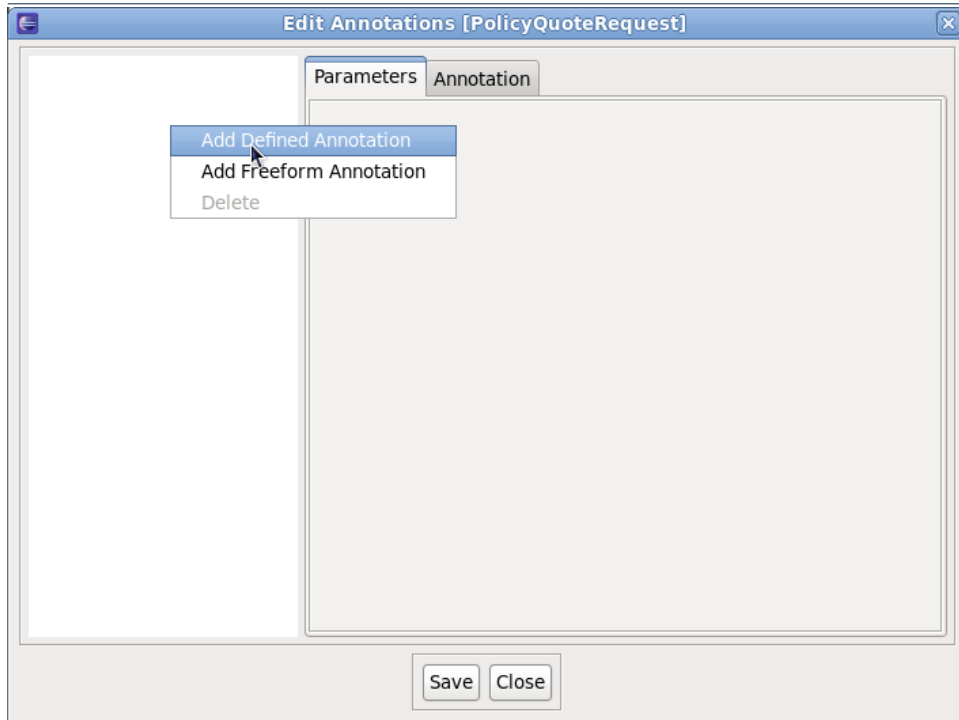 Edit Annotations [PolicyQuoteRequest]
Parameters Annotation
Add Defined Annotation
Add Freeform Annotation
Delete
Save Close